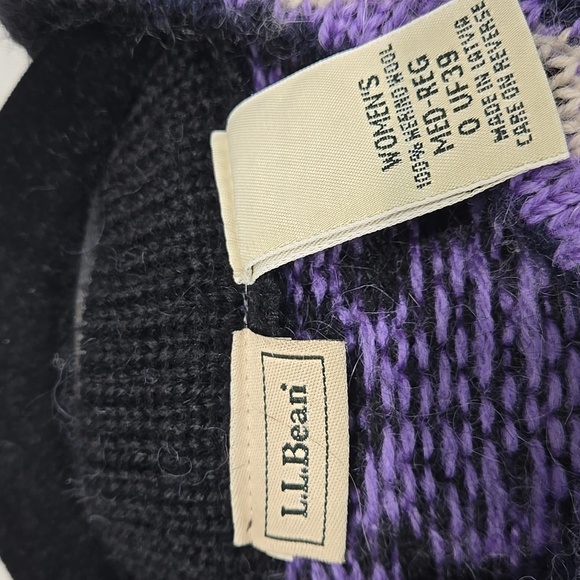 WOMEN'S
100% MERINO WOOL
MED-REG
O UF39
MADE IN LATVIA
CARE ON REVERSE
L.L.Bean